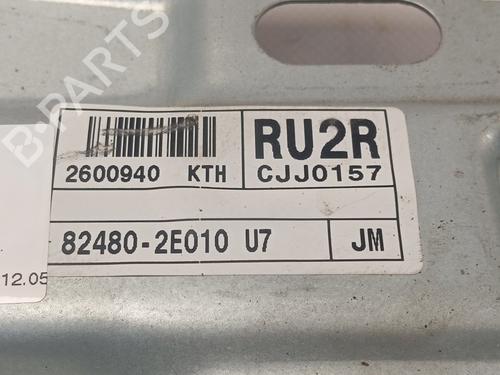 B-PARTS
RU2R
2600940 KTH
CJJ0157
82480-2E010 U7
JM
12.05